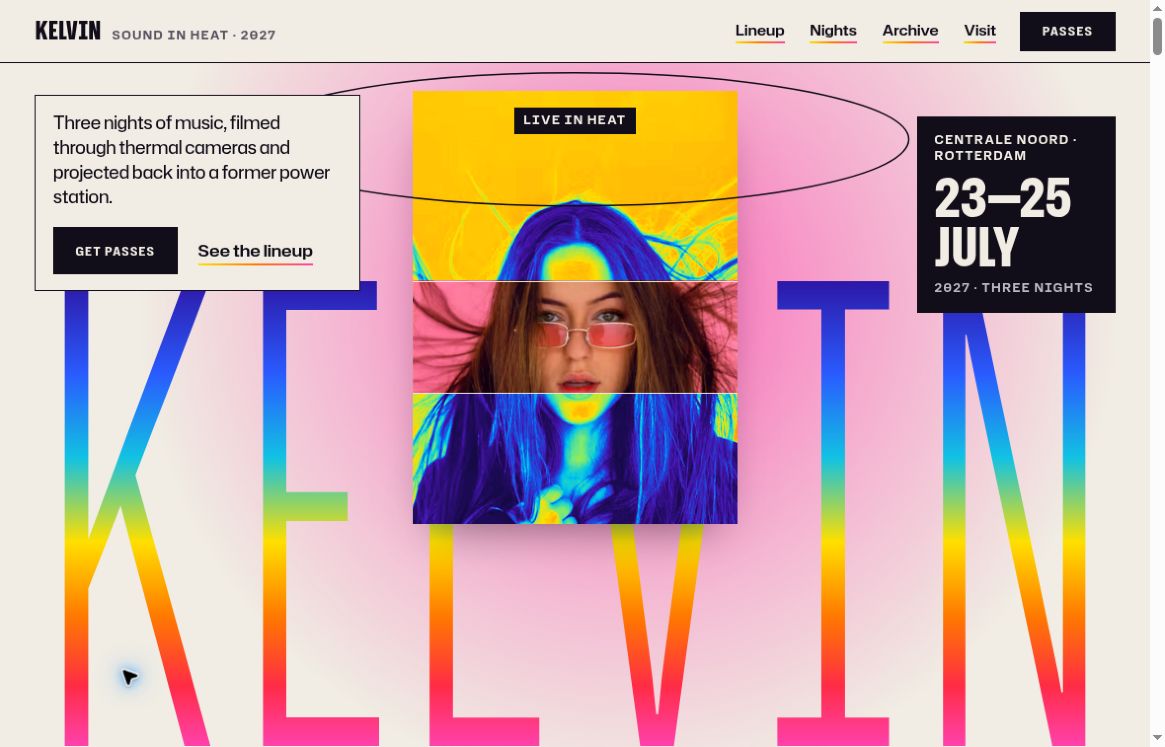 KELVIN SOUND IN HEAT · 2027
Lineup Nights Archive Visit PASSES
Three nights of music, filmed
through thermal cameras and
projected back into a former power
station.
GET PASSES See the lineup
LIVE IN HEAT
CENTRALE NOORD ·
ROTTERDAM
23—25
JULY
2027 · THREE NIGHTS
KELVIN